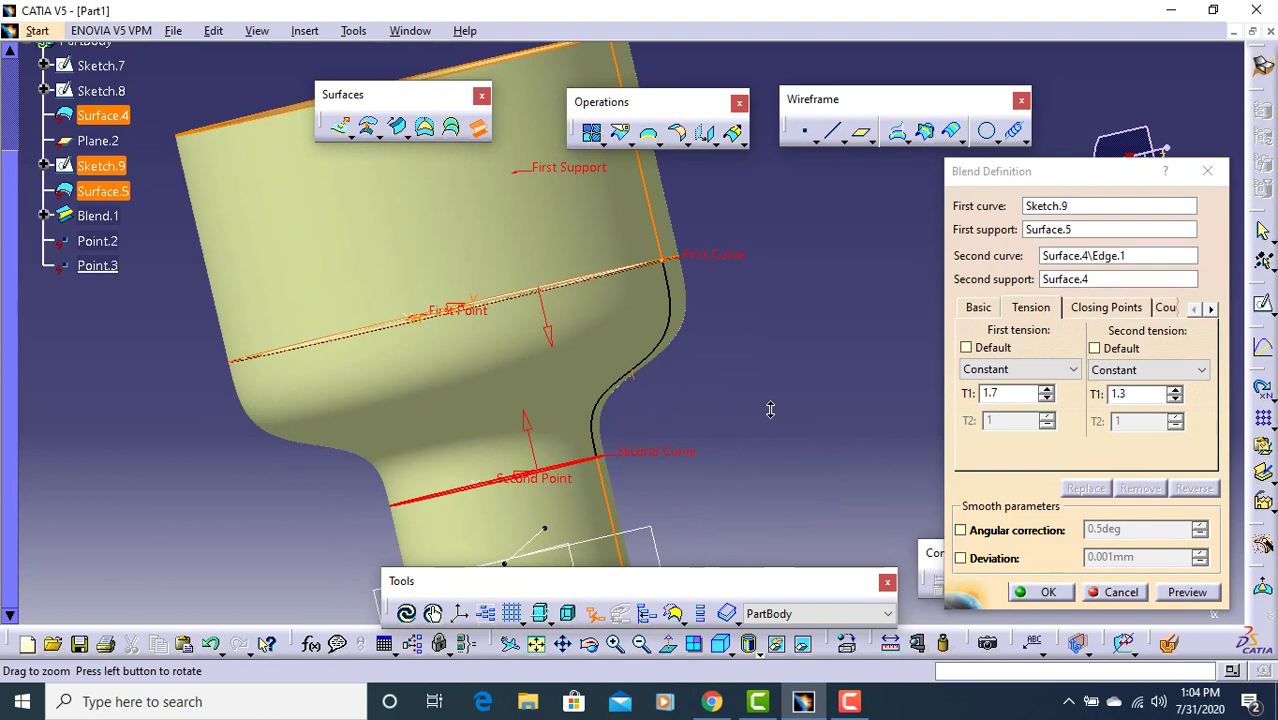 CATIA V5 - [Part1]
Start ENOVIA V5 VPM File Edit View Insert Tools Window Help
PartBody
Sketch.7
Sketch.8
Surface.4
Plane.2
Sketch.9
Surface.5
Blend.1
Point.2
Point.3
Surfaces
Operations
Wireframe
First Support
First Curve
First Point
Second Curve
Second Point
Blend Definition
First curve: Sketch.9
First support: Surface.5
Second curve: Surface.4\Edge.1
Second support: Surface.4
Basic Tension Closing Points Cou
First tension: Second tension:
Default Default
Constant Constant
T1: 1.7 T1: 1.3
T2: 1 T2: 1
Replace Remove Reverse
Smooth parameters
Angular correction: 0.5deg
Deviation: 0.001mm
OK Cancel Preview
Tools
PartBody
Drag to zoom Press left button to rotate
Type here to search
1:04 PM
7/31/2020
2